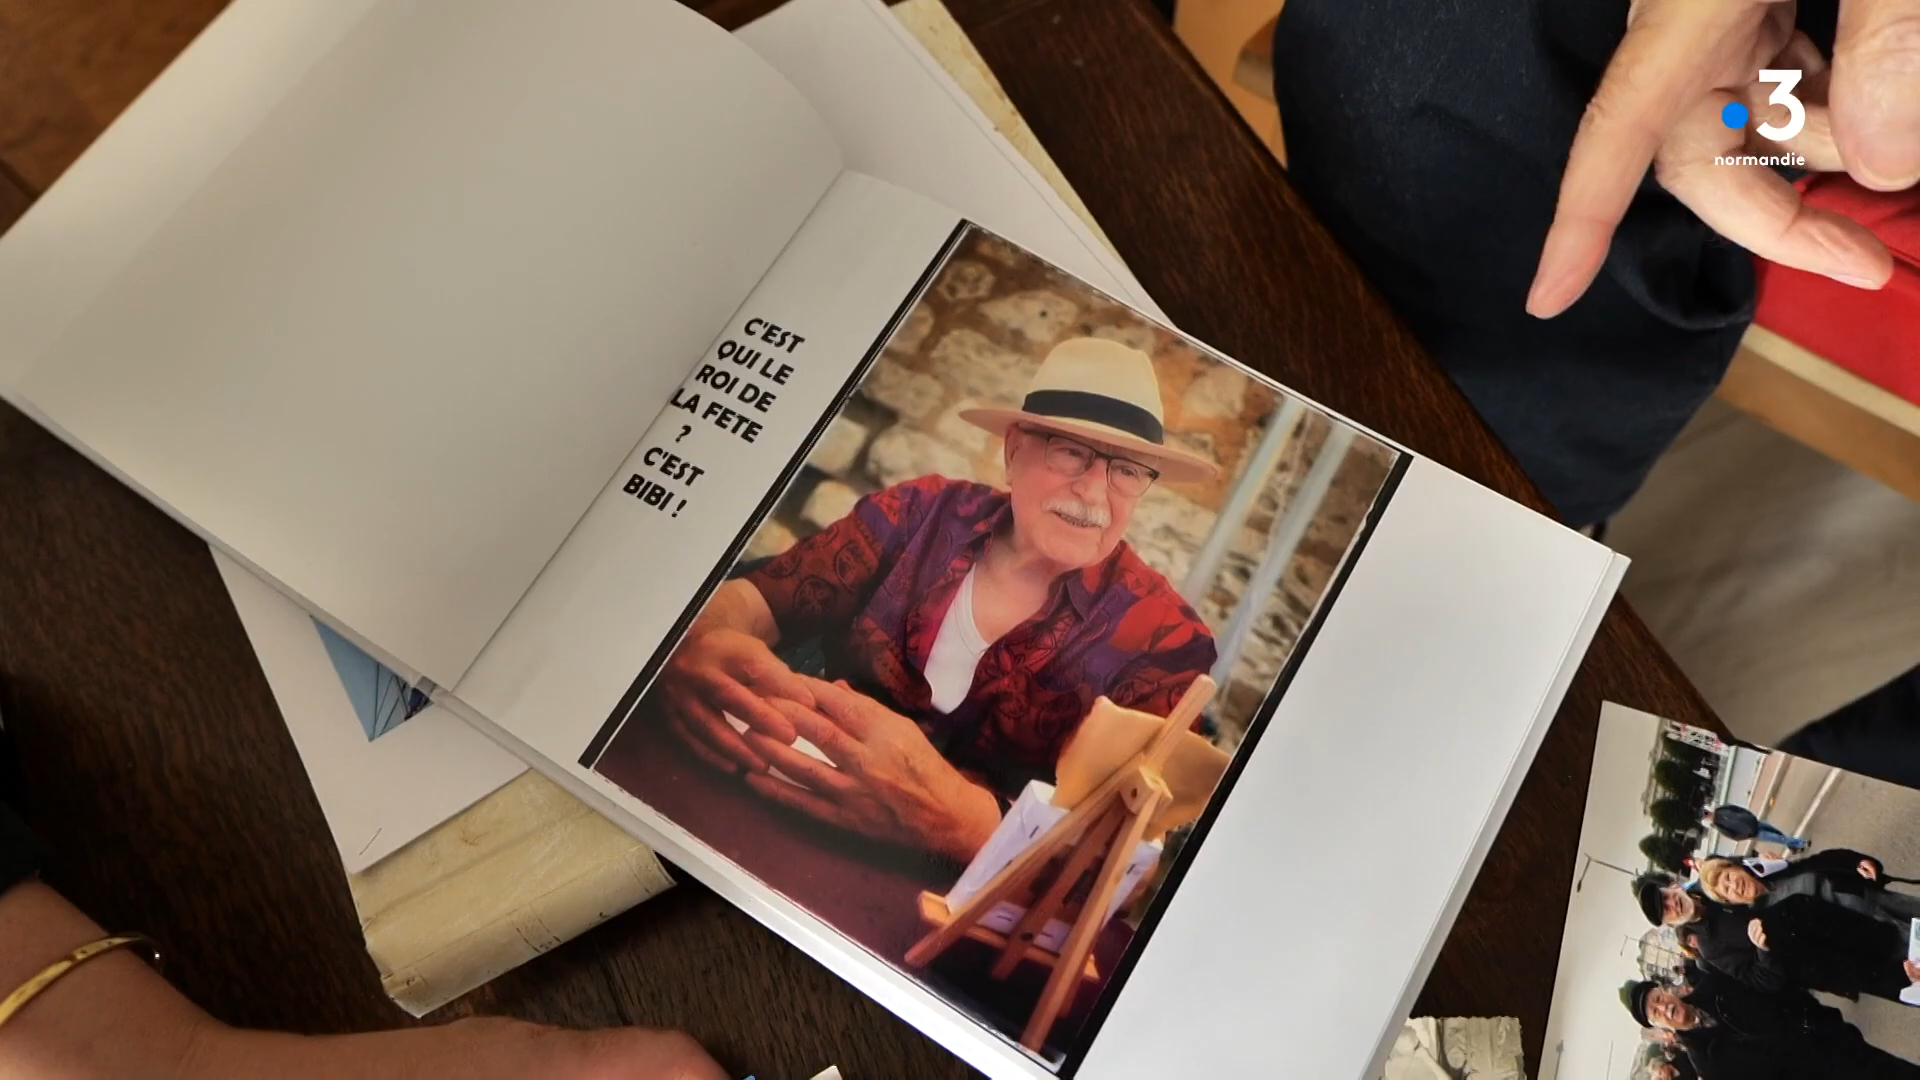 C'EST
QUI LE
ROI DE
LA FETE
?
C'EST
BIBI !
3
normandie